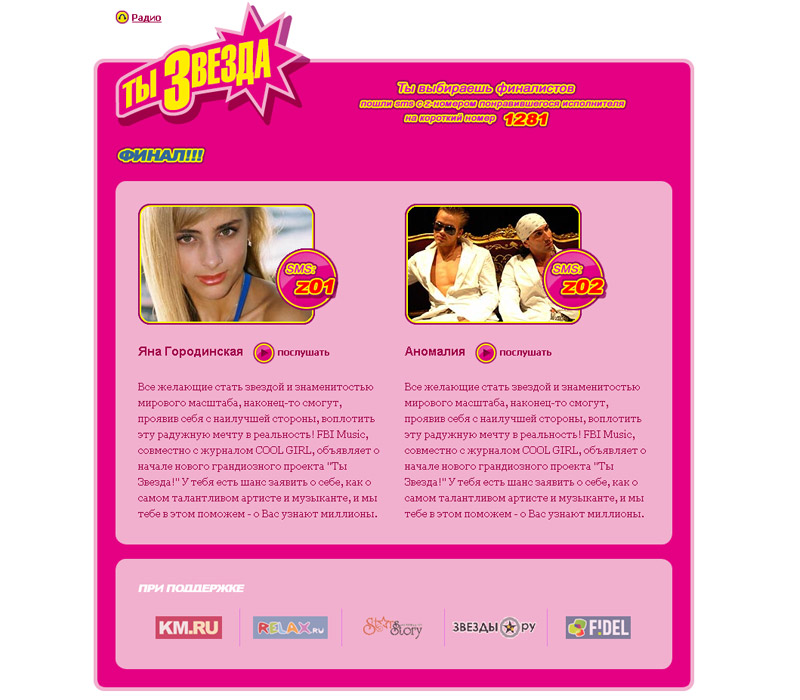 Радио
ТЫ ЗВЕЗДА
Ты выбираешь финалистов
пошли sms с z-номером понравившегося исполнителя
на короткий номер 1281
ФИНАЛ!!!
SMS:
z01
SMS:
z02
Яна Городинская послушать
Аномалия послушать
Все желающие стать звездой и знаменитостью
мирового масштаба, наконец-то смогут,
проявив себя с наилучшей стороны, воплотить
эту радужную мечту в реальность! FBI Music,
совместно с журналом COOL GIRL, объявляет о
начале нового грандиозного проекта "Ты
Звезда!" У тебя есть шанс заявить о себе, как о
самом талантливом артисте и музыканте, и мы
тебе в этом поможем - о Вас узнают миллионы.
Все желающие стать звездой и знаменитостью
мирового масштаба, наконец-то смогут,
проявив себя с наилучшей стороны, воплотить
эту радужную мечту в реальность! FBI Music,
совместно с журналом COOL GIRL, объявляет о
начале нового грандиозного проекта "Ты
Звезда!" У тебя есть шанс заявить о себе, как о
самом талантливом артисте и музыканте, и мы
тебе в этом поможем - о Вас узнают миллионы.
ПРИ ПОДДЕРЖКЕ
KM.RU
RELAX.RU
Star Story
ЗВЕЗДЫ РУ
F!DEL